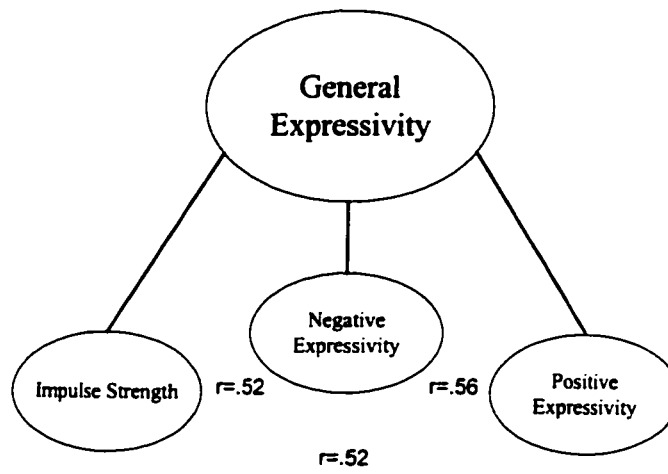 General
Expressivity
Negative
Expressivity
Impulse Strength
r=.52
r=.56
Positive
Expressivity
r=.52